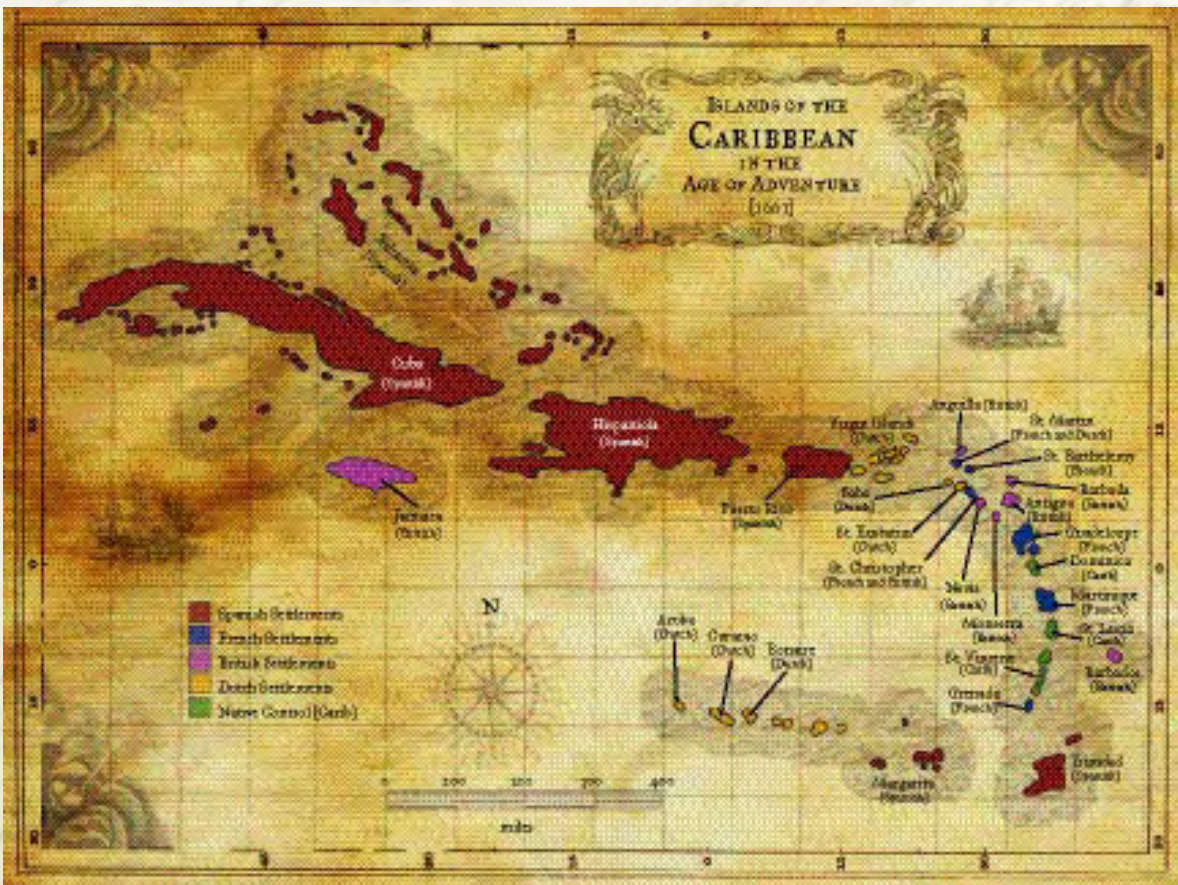 ISLANDS OF THE
CARIBBEAN
IN THE
AGE OF ADVENTURE
[1667]
Bahamas
(Spanish)
Cuba
(Spanish)
Hispaniola
(Spanish)
Jamaica
(British)
Puerto Rico
(Spanish)
Virgin Islands
(Dutch)
Anguilla (British)
St. Martin
(French and Dutch)
St. Barthelemy
(French)
Saba
(Dutch)
St. Eustatius
(Dutch)
St. Christopher
(French and British)
Nevis
(British)
(British)
Barbuda
(British)
Antigua
(British)
Guadeloupe
(French)
Dominica
(Carib)
Martinique
(French)
St. Lucia
(Carib)
St. Vincent
(Carib)
Barbados
(British)
Grenada
(French)
Trinidad
(Spanish)
Margarita
(Spanish)
Aruba
(Dutch)
(Dutch)
Bonaire
(Dutch)
Spanish Settlements
French Settlements
British Settlements
Dutch Settlements
Native Control (Carib)
N
0 100 400
miles